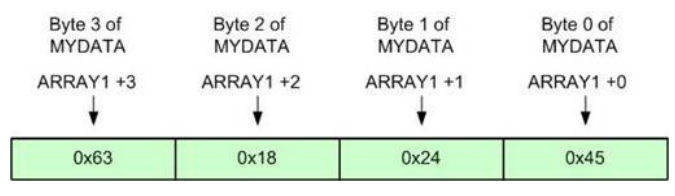 Byte 3 of Byte 2 of Byte 1 of Byte 0 of
MYDATA MYDATA MYDATA MYDATA
ARRAY1 +3 ARRAY1 +2 ARRAY1 +1 ARRAY1 +0
0x63 0x18 0x24 0x45